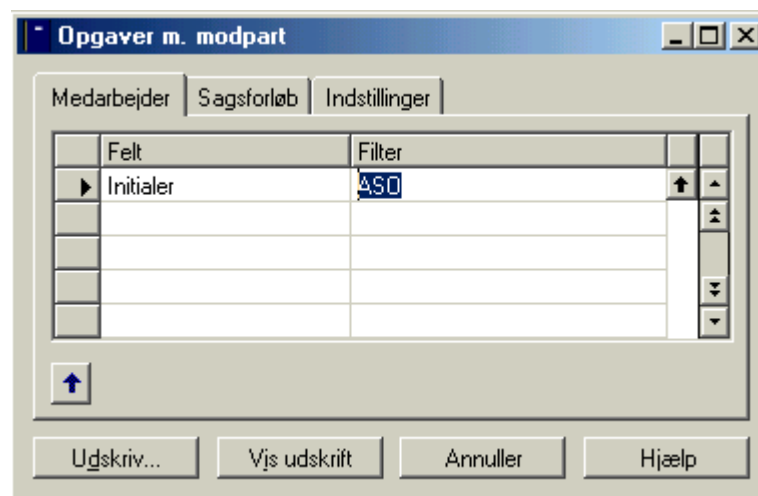 Opgaver m. modpart
Medarbejder Sagsforløb Indstillinger
Felt Filter
Initialer ASO
Udskriv... Vis udskrift Annuller Hjælp